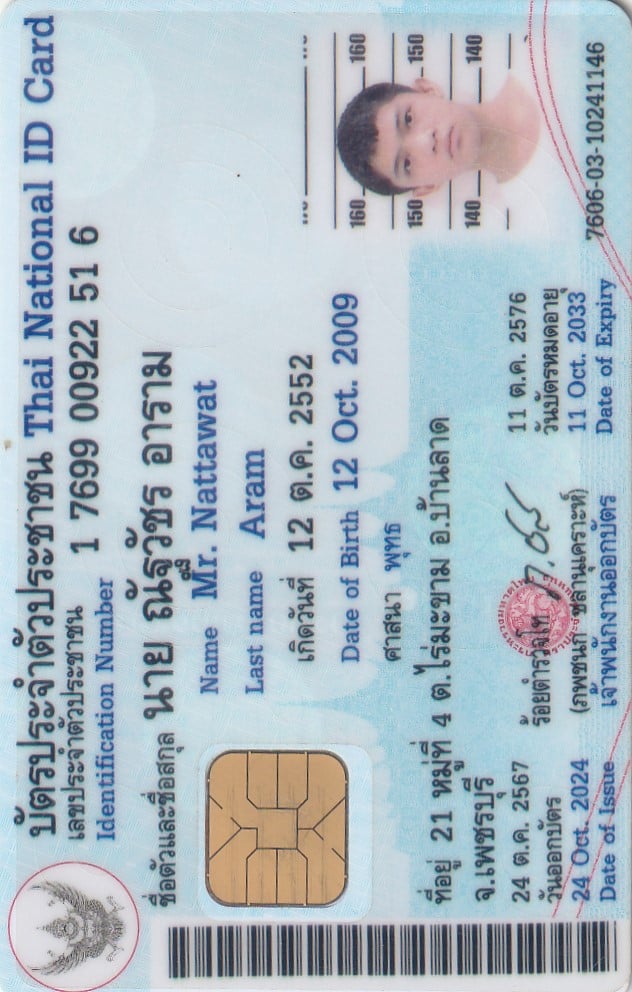 บัตรประจำตัวประชาชน Thai National ID Card
เลขประจำตัวประชาชน
Identification Number
1 7699 00922 51 6
ชื่อตัวและชื่อสกุล นาย ณัฐวัชร อาราม
Name Mr. Nattawat
Last name Aram
เกิดวันที่ 12 ต.ค. 2552
Date of Birth 12 Oct. 2009
ศาสนา พุทธ
ที่อยู่ 21 หมู่ที่ 4 ต.ไร่มะขาม อ.บ้านลาด
จ.เพชรบุรี
24 ต.ค. 2567
วันออกบัตร
24 Oct. 2024
Date of Issue
ร้อยตำรวจโท
เจ้าพนักงานออกบัตร
11 ต.ค. 2576
วันบัตรหมดอายุ
11 Oct. 2033
Date of Expiry
160 160
150 150
140 140
7606-03-10241146